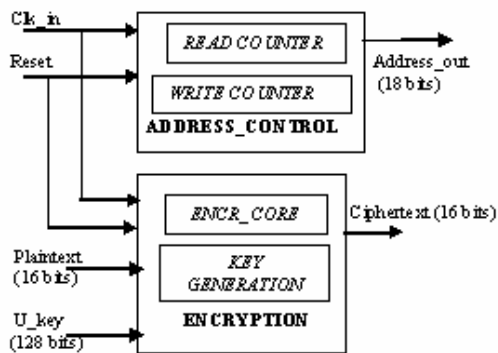 Clk_in
READ COUNTER
Address_out
(18 bits)
Reset
WRITE COUNTER
ADDRESS_CONTROL
ENCR_CORE
Ciphertext (16 bits)
Plaintext
(16 bits)
KEY
GENERATION
U_key
(128 bits)
ENCRYPTION